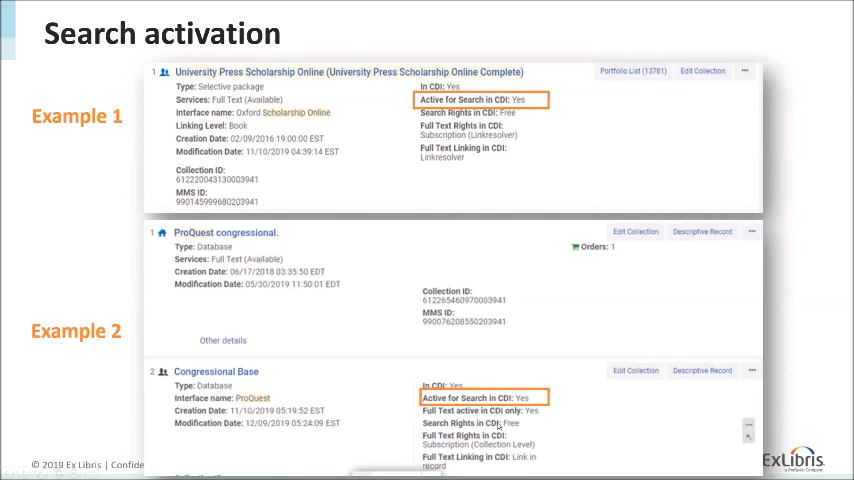 Search activation
Example 1
1 University Press Scholarship Online (University Press Scholarship Online Complete)
Portfolio List (13781) Edit Collection ...
Type: Selective package
Services: Full Text (Available)
Interface name: Oxford Scholarship Online
Linking Level: Book
Creation Date: 02/09/2016 19:00:00 EST
Modification Date: 11/10/2019 04:39:14 EST
Collection ID:
612220043130003941
MMS ID:
990145999680203941
In CDI: Yes
Active for Search in CDI: Yes
Search Rights in CDI: Free
Full Text Rights in CDI:
Subscription (Linkresolver)
Full Text Linking in CDI:
Linkresolver
Example 2
1 ProQuest congressional.
Edit Collection Descriptive Record ...
Type: Database
Services: Full Text (Available)
Creation Date: 06/17/2018 03:35:50 EDT
Modification Date: 05/30/2019 11:50:01 EDT
Orders: 1
Collection ID:
612265460970003941
MMS ID:
990076208550203941
Other details
2 Congressional Base
Edit Collection Descriptive Record ...
Type: Database
Interface name: ProQuest
Creation Date: 11/10/2019 05:19:52 EST
Modification Date: 12/09/2019 05:24:09 EST
In CDI: Yes
Active for Search in CDI: Yes
Full Text active in CDI only: Yes
Search Rights in CDI: Free
Full Text Rights in CDI:
Subscription (Collection Level)
Full Text Linking in CDI: Link in
record
© 2019 Ex Libris | Confide
ExLibris
a ProQuest Company